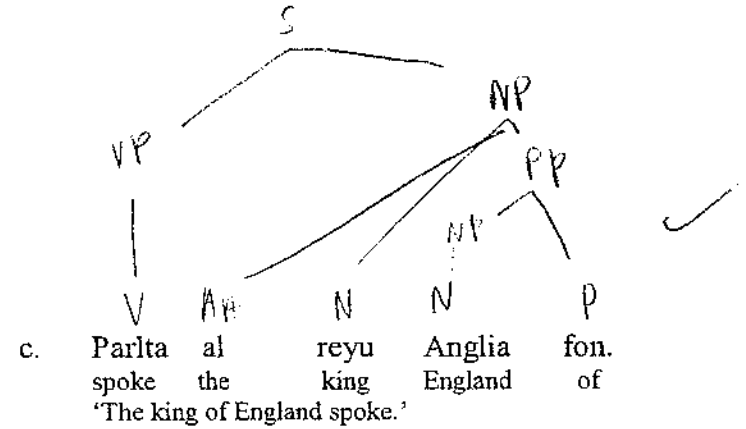 S
NP
VP
PP
NP
V N N P
c. Parlta al reyu Anglia fon.
spoke the king England of
‘The king of England spoke.’